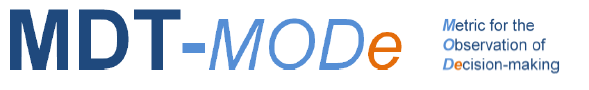 MDT-MODe
Metric for the
Observation of
Decision-making